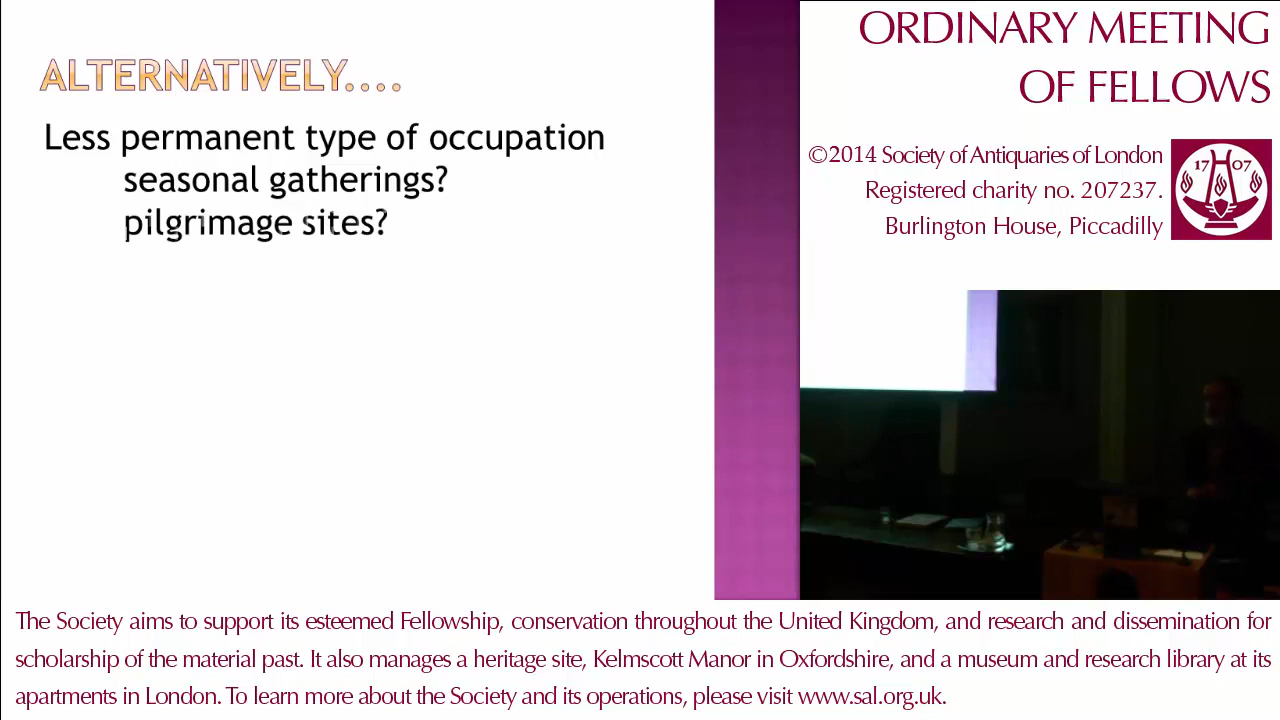 ALTERNATIVELY....
Less permanent type of occupation
seasonal gatherings?
pilgrimage sites?
ORDINARY MEETING
OF FELLOWS
©2014 Society of Antiquaries of London
Registered charity no. 207237.
Burlington House, Piccadilly
17 07
The Society aims to support its esteemed Fellowship, conservation throughout the United Kingdom, and research and dissemination for
scholarship of the material past. It also manages a heritage site, Kelmscott Manor in Oxfordshire, and a museum and research library at its
apartments in London. To learn more about the Society and its operations, please visit www.sal.org.uk.